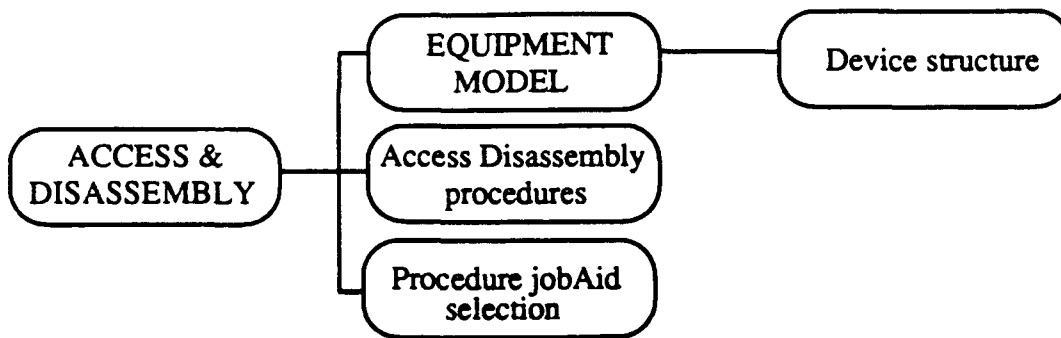 EQUIPMENT
MODEL
Device structure
ACCESS &
DISASSEMBLY
Access Disassembly
procedures
Procedure jobAid
selection